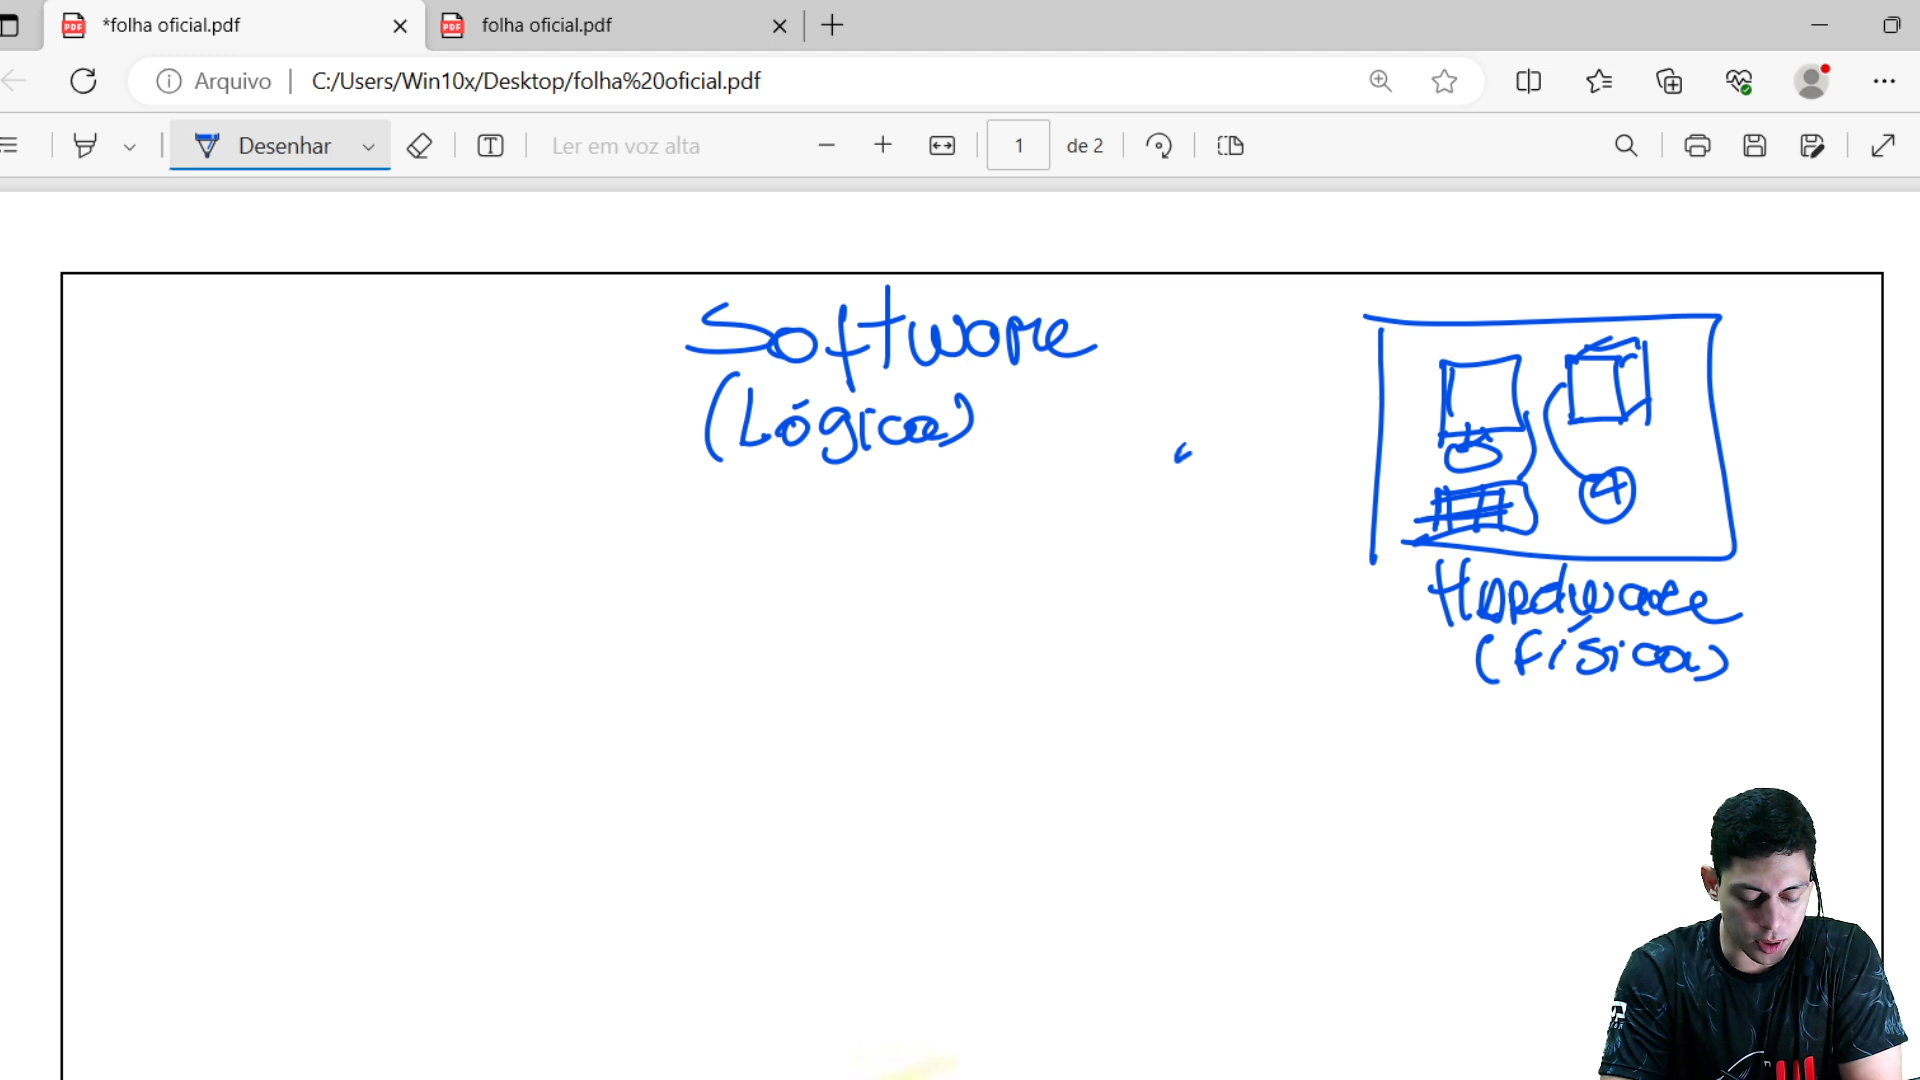 *folha oficial.pdf
folha oficial.pdf
Arquivo
C:/Users/Win10x/Desktop/folha%20oficial.pdf
Desenhar
Ler em voz alta
1
de 2
Software
(Lógica)
Hardware
(Física)